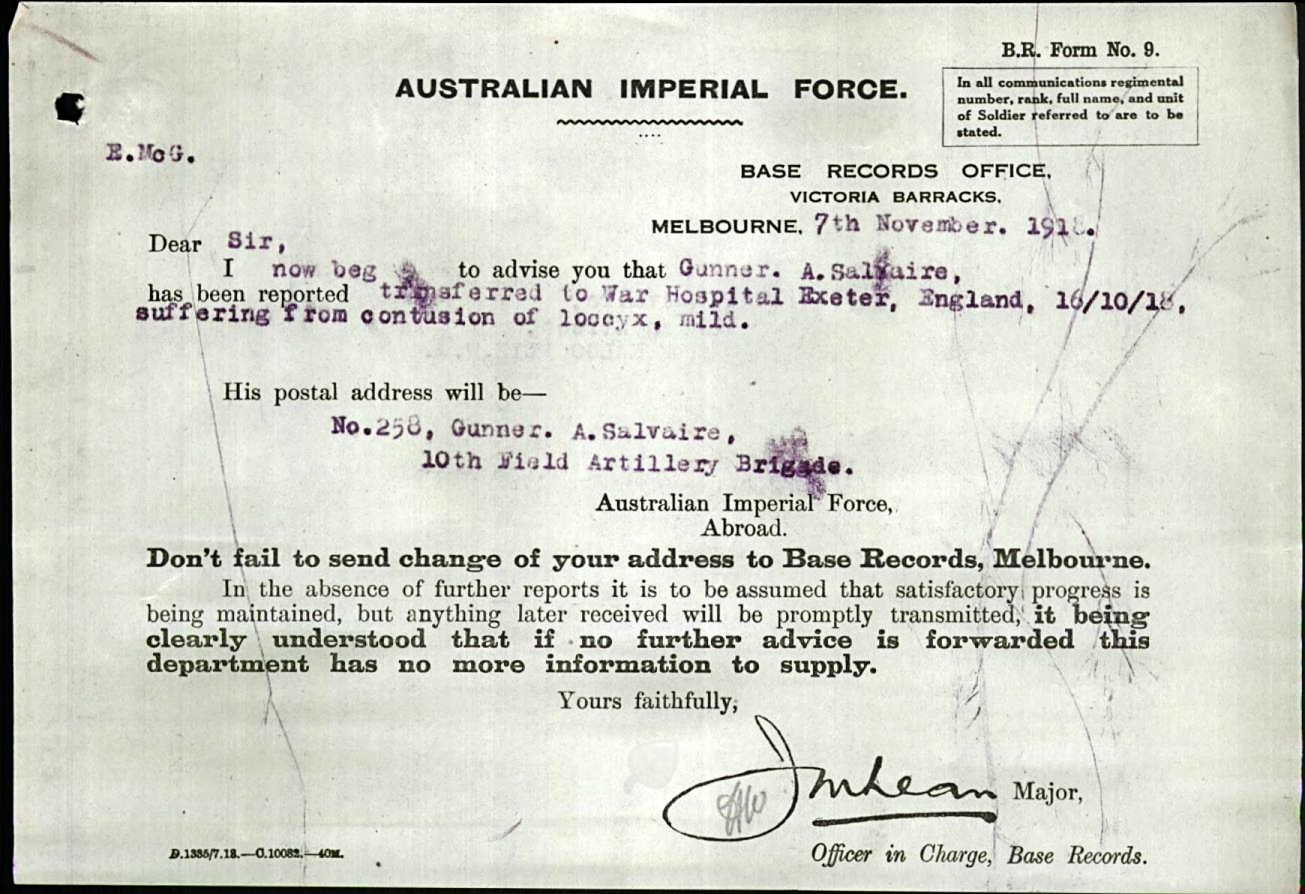 B.R. Form No. 9.
AUSTRALIAN IMPERIAL FORCE.
In all communications regimental
number, rank, full name, and unit
of Soldier referred to are to be
stated.
E.McG.
BASE RECORDS OFFICE,
VICTORIA BARRACKS,
MELBOURNE, 7th November. 1918.
Dear Sir,
I now beg to advise you that Gunner. A.Salvaire,
has been reported transferred to War Hospital Exeter, England, 16/10/18,
suffering from contusion of loccyx, mild.
His postal address will be—
No.258, Gunner. A.Salvaire,
10th Field Artillery Brigade.
Australian Imperial Force,
Abroad.
Don't fail to send change of your address to Base Records, Melbourne.
In the absence of further reports it is to be assumed that satisfactory progress is
being maintained, but anything later received will be promptly transmitted, it being
clearly understood that if no further advice is forwarded this
department has no more information to supply.
Yours faithfully,
JMLean Major,
Officer in Charge, Base Records.
D.1335/7.18.—C.10082.—40M.